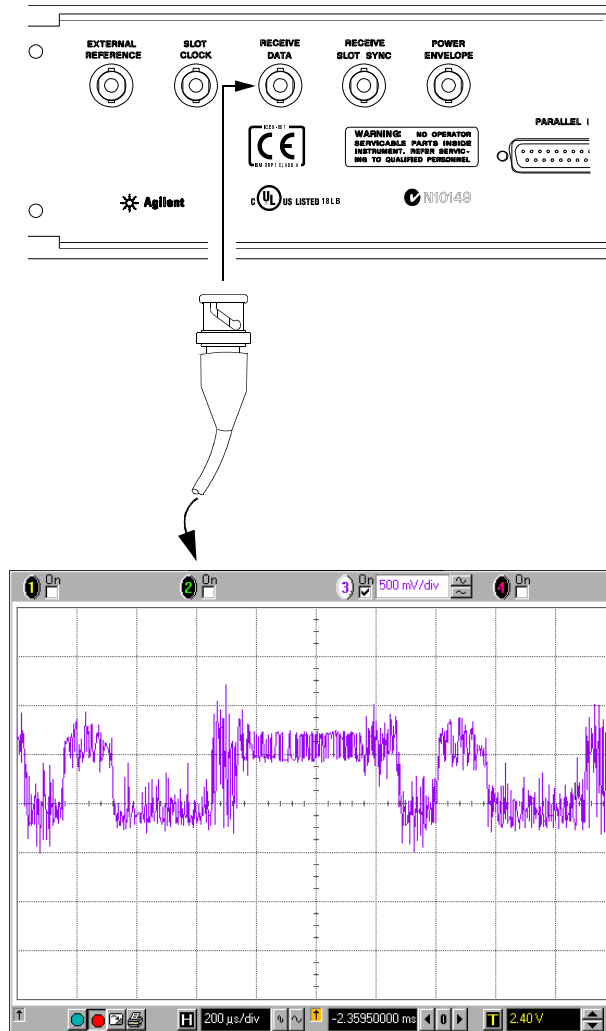 EXTERNAL
REFERENCE
SLOT
CLOCK
RECEIVE
DATA
RECEIVE
SLOT SYNC
POWER
ENVELOPE
PARALLEL I
WARNING: NO OPERATOR
SERVICABLE PARTS INSIDE
INSTRUMENT. REFER SERVIC-
ING TO QUALIFIED PERSONNEL
CE
Agilent
C UL US LISTED 18LB
N10149
1 On
2 On
3 On 500 mV/div
4 On
H 200 µs/div
-2.35950000 ms
0
T 2.40 V